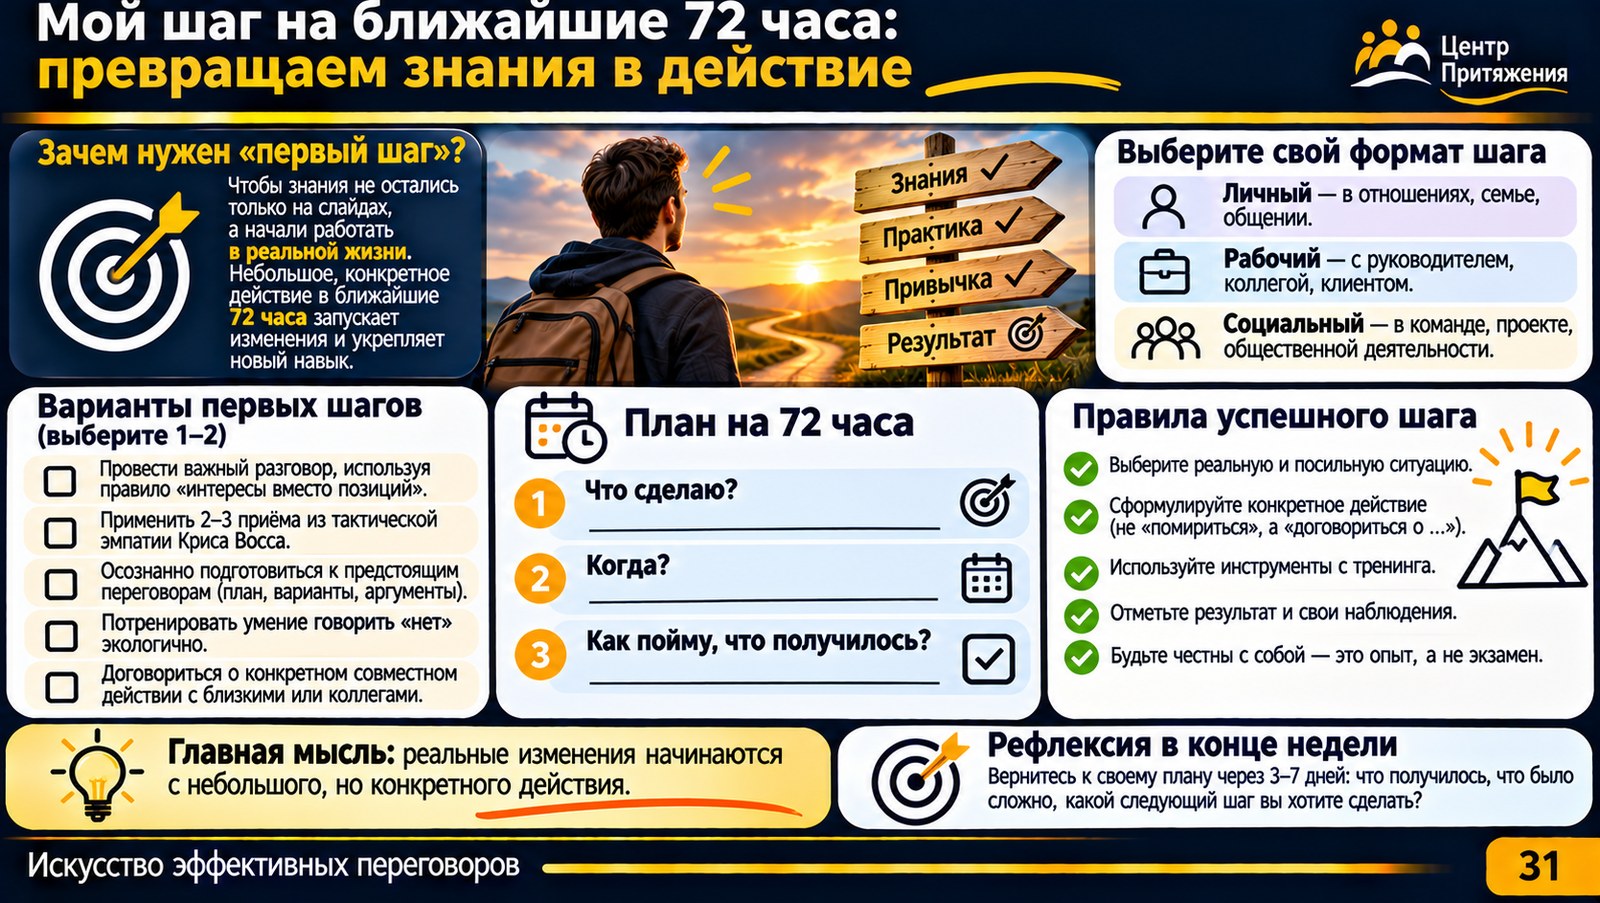 Мой шаг на ближайшие 72 часа:
превращаем знания в действие
Центр
Притяжения
Зачем нужен «первый шаг»?
Чтобы знания не остались
только на слайдах,
а начали работать
в реальной жизни.
Небольшое, конкретное
действие в ближайшие
72 часа запускает
изменения и укрепляет
новый навык.
Знания
Практика
Привычка
Результат
Выберите свой формат шага
Личный — в отношениях, семье,
общении.
Рабочий — с руководителем,
коллегой, клиентом.
Социальный — в команде, проекте,
общественной деятельности.
Варианты первых шагов
(выберите 1–2)
Провести важный разговор, используя
правило «интересы вместо позиций».
Применить 2–3 приёма из тактической
эмпатии Криса Восса.
Осознанно подготовиться к предстоящим
переговорам (план, варианты, аргументы).
Потренировать умение говорить «нет»
экологично.
Договориться о конкретном совместном
действии с близкими или коллегами.
План на 72 часа
1 Что сделаю?
2 Когда?
3 Как пойму, что получилось?
Правила успешного шага
Выберите реальную и посильную ситуацию.
Сформулируйте конкретное действие
(не «помириться», а «договориться о ...»).
Используйте инструменты с тренинга.
Отметьте результат и свои наблюдения.
Будьте честны с собой — это опыт, а не экзамен.
Главная мысль: реальные изменения начинаются
с небольшого, но конкретного действия.
Рефлексия в конце недели
Вернитесь к своему плану через 3–7 дней: что получилось, что было
сложно, какой следующий шаг вы хотите сделать?
Искусство эффективных переговоров
31